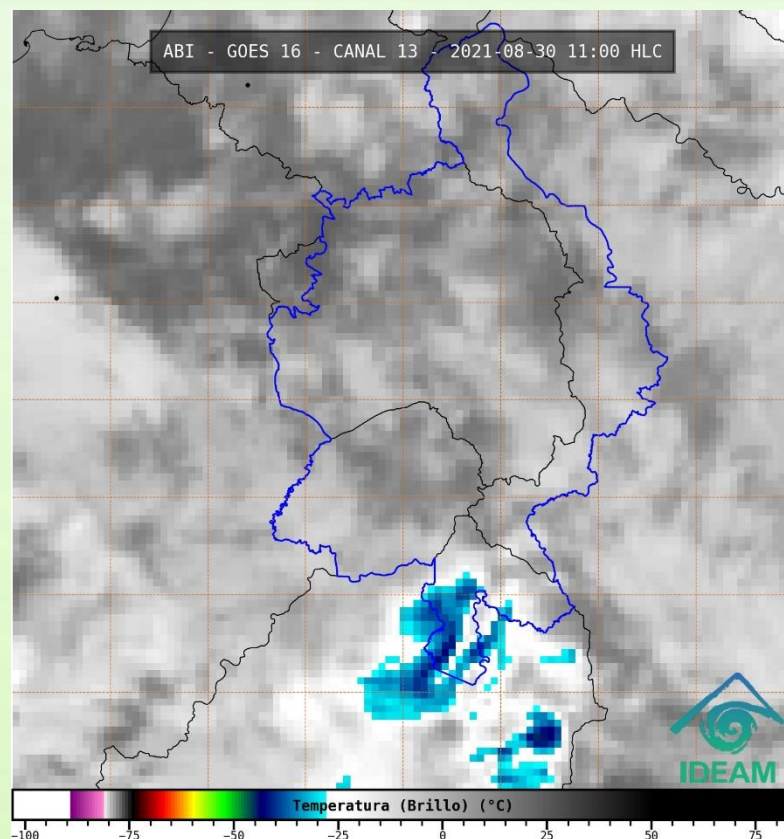 ABI - GOES 16 - CANAL 13 - 2021-08-30 11:00 HLC
IDEAM
Temperatura (Brillo) (°C)
−100 −75 −50 −25 0 25 50 75